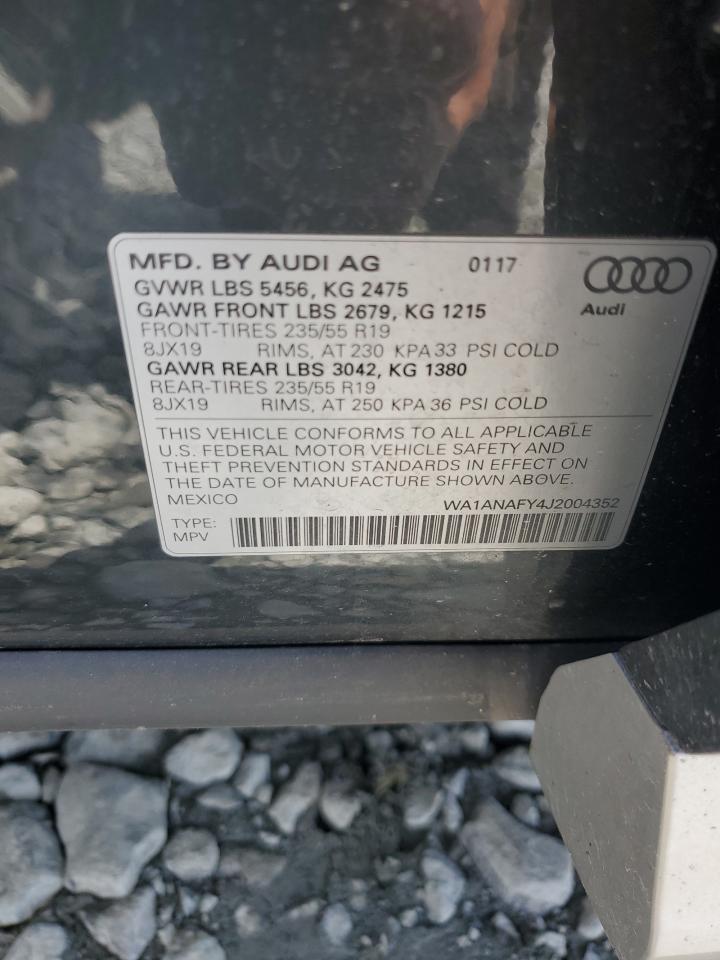 MFD. BY AUDI AG 0117
GVWR LBS 5456, KG 2475
GAWR FRONT LBS 2679, KG 1215
Audi
FRONT-TIRES 235/55 R19
8JX19 RIMS, AT 230 KPA 33 PSI COLD
GAWR REAR LBS 3042, KG 1380
REAR-TIRES 235/55 R19
8JX19 RIMS, AT 250 KPA 36 PSI COLD
THIS VEHICLE CONFORMS TO ALL APPLICABLE
U.S. FEDERAL MOTOR VEHICLE SAFETY AND
THEFT PREVENTION STANDARDS IN EFFECT ON
THE DATE OF MANUFACTURE SHOWN ABOVE.
MEXICO WA1ANAFY4J2004352
TYPE:
MPV